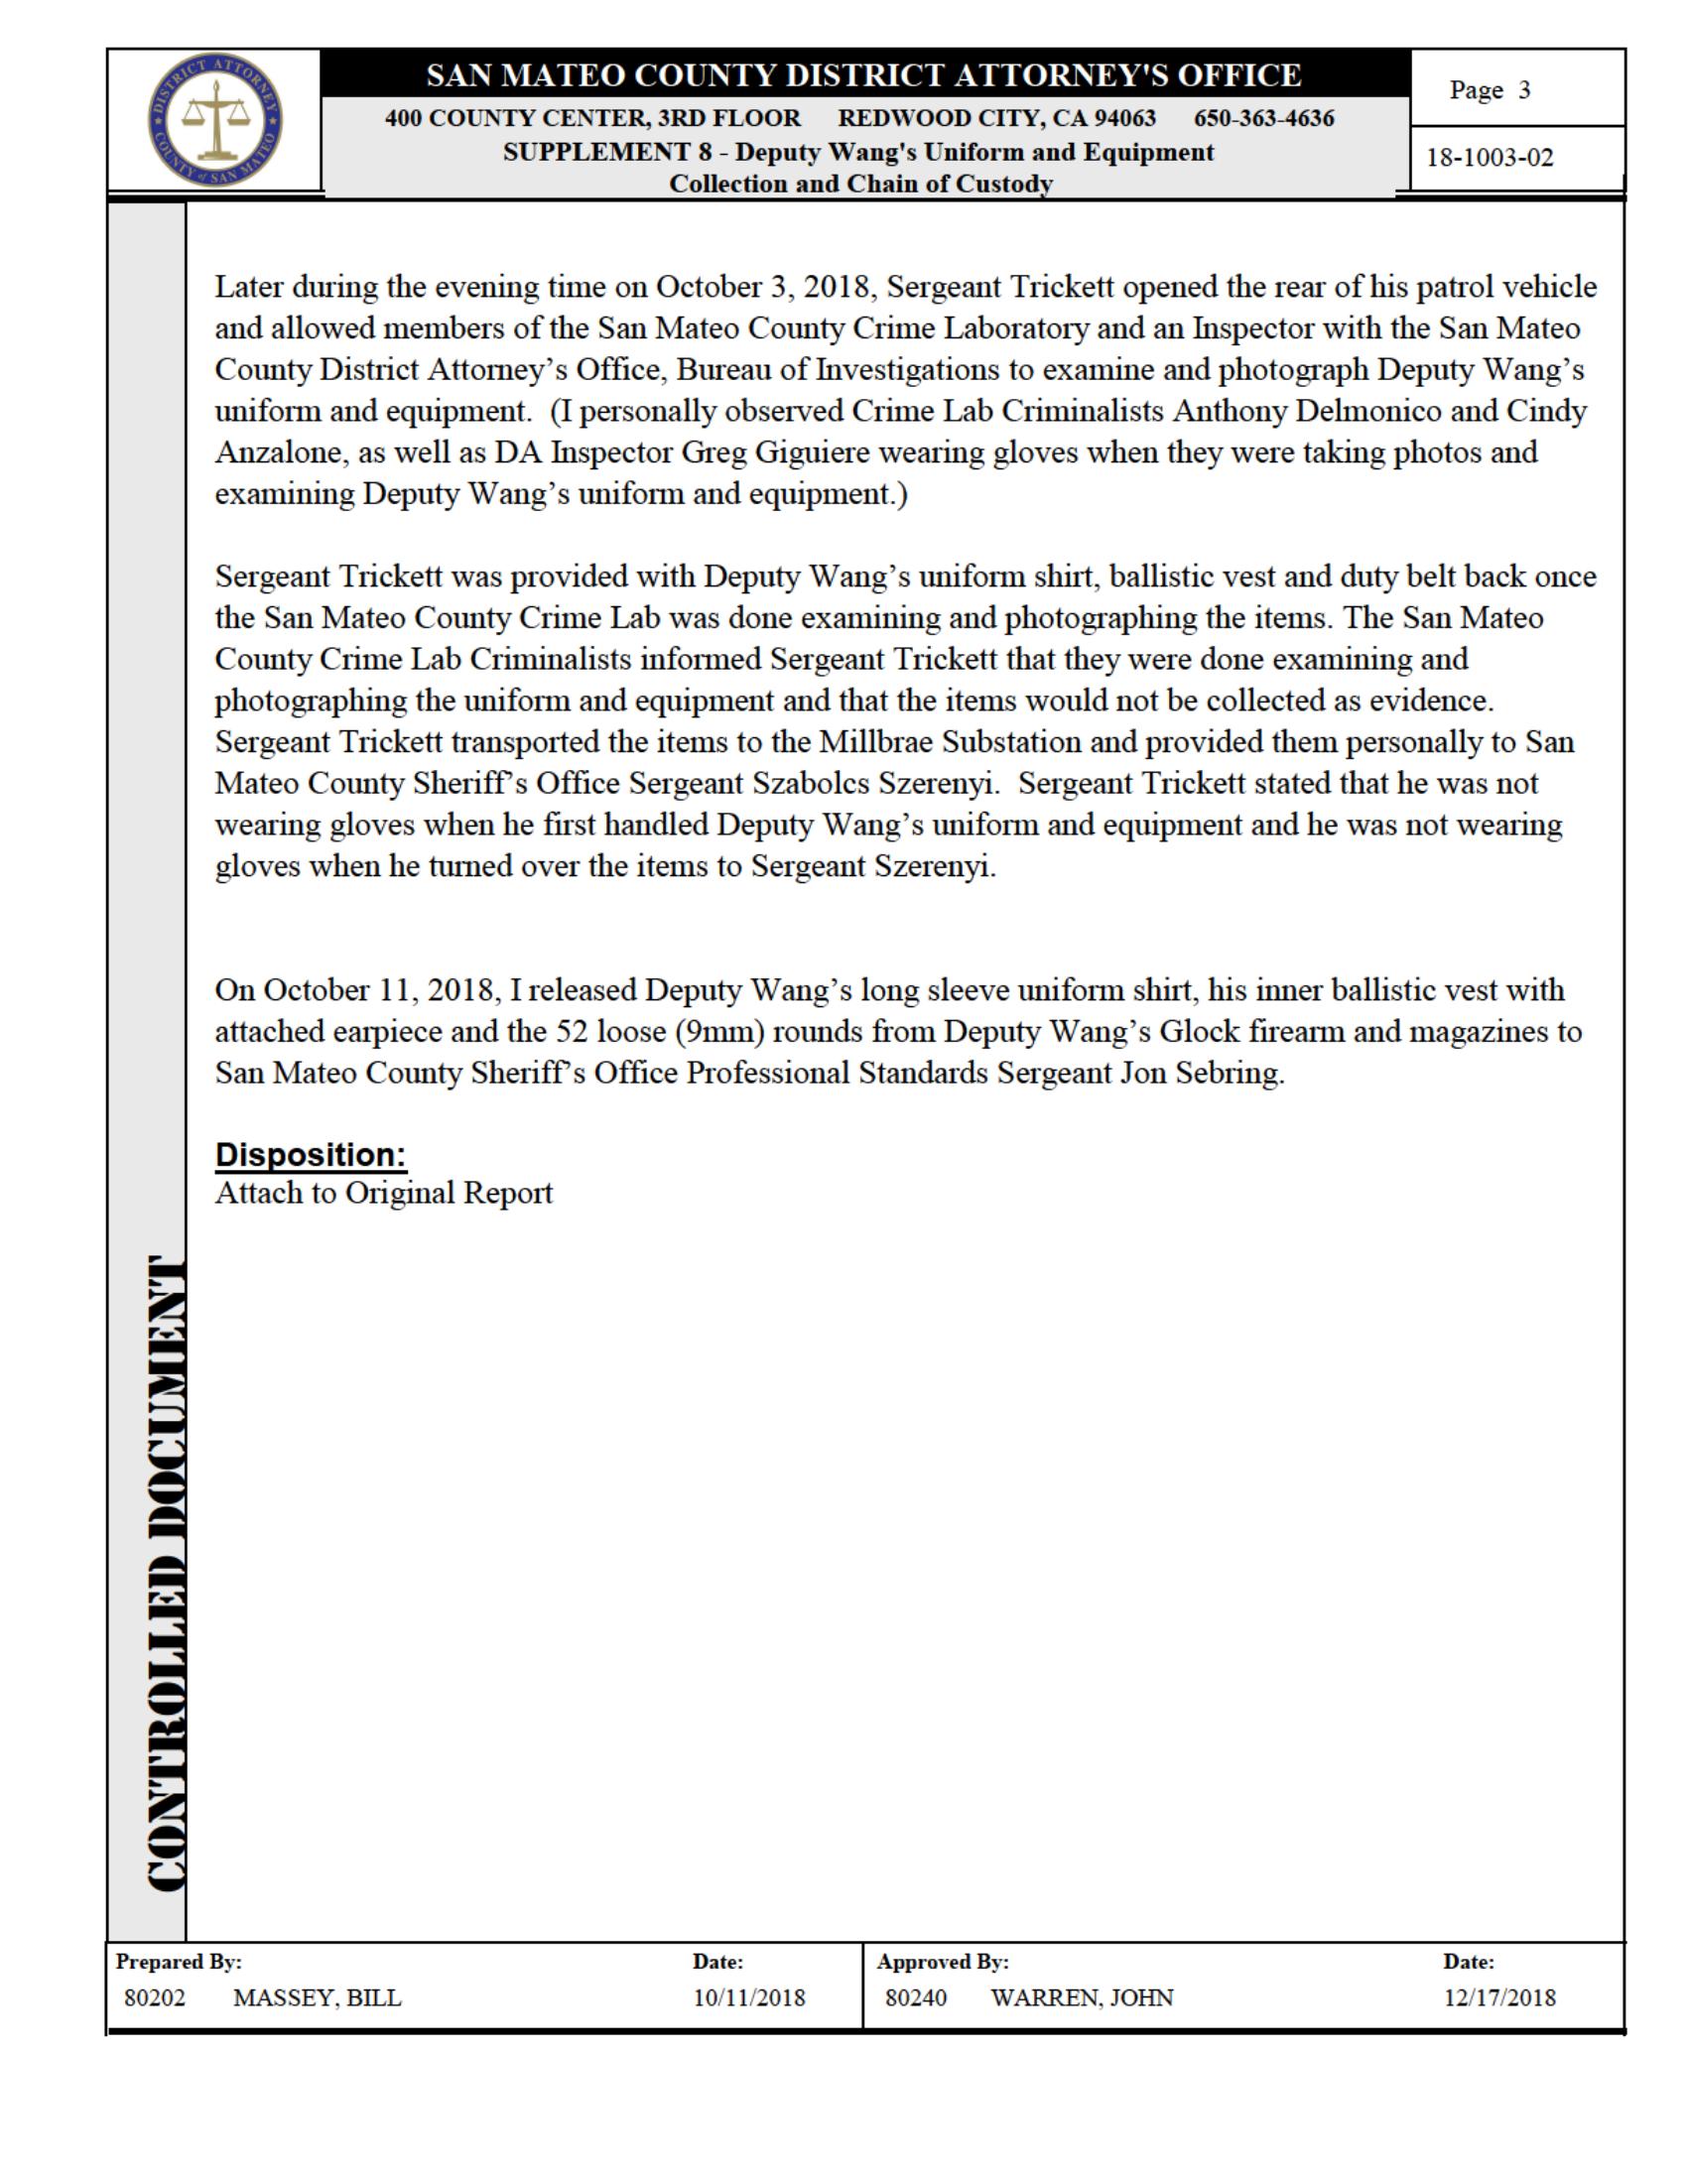 DISTRICT ATTORNEY
COUNTY of SAN MATEO
SAN MATEO COUNTY DISTRICT ATTORNEY'S OFFICE
400 COUNTY CENTER, 3RD FLOOR REDWOOD CITY, CA 94063 650-363-4636
SUPPLEMENT 8 - Deputy Wang's Uniform and Equipment
Collection and Chain of Custody
Page 3
18-1003-02
Later during the evening time on October 3, 2018, Sergeant Trickett opened the rear of his patrol vehicle
and allowed members of the San Mateo County Crime Laboratory and an Inspector with the San Mateo
County District Attorney’s Office, Bureau of Investigations to examine and photograph Deputy Wang’s
uniform and equipment. (I personally observed Crime Lab Criminalists Anthony Delmonico and Cindy
Anzalone, as well as DA Inspector Greg Giguiere wearing gloves when they were taking photos and
examining Deputy Wang’s uniform and equipment.)
Sergeant Trickett was provided with Deputy Wang’s uniform shirt, ballistic vest and duty belt back once
the San Mateo County Crime Lab was done examining and photographing the items. The San Mateo
County Crime Lab Criminalists informed Sergeant Trickett that they were done examining and
photographing the uniform and equipment and that the items would not be collected as evidence.
Sergeant Trickett transported the items to the Millbrae Substation and provided them personally to San
Mateo County Sheriff’s Office Sergeant Szabolcs Szerenyi. Sergeant Trickett stated that he was not
wearing gloves when he first handled Deputy Wang’s uniform and equipment and he was not wearing
gloves when he turned over the items to Sergeant Szerenyi.
On October 11, 2018, I released Deputy Wang’s long sleeve uniform shirt, his inner ballistic vest with
attached earpiece and the 52 loose (9mm) rounds from Deputy Wang’s Glock firearm and magazines to
San Mateo County Sheriff’s Office Professional Standards Sergeant Jon Sebring.
Disposition:
Attach to Original Report
CONTROLLED DOCUMENT
Prepared By: Date: Approved By: Date:
80202 MASSEY, BILL 10/11/2018 80240 WARREN, JOHN 12/17/2018